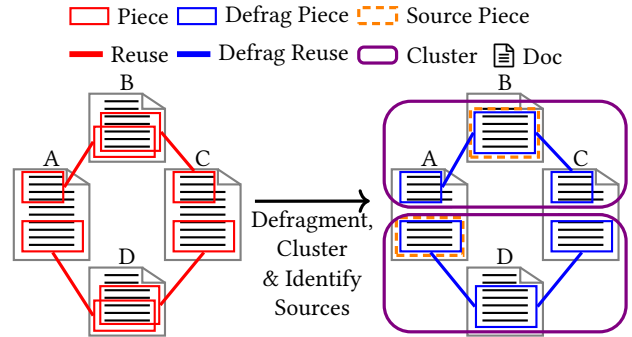 Piece Defrag Piece Source Piece
Reuse Defrag Reuse Cluster Doc
B
A
C
D
Defragment,
Cluster
& Identify
Sources
B
A
C
D